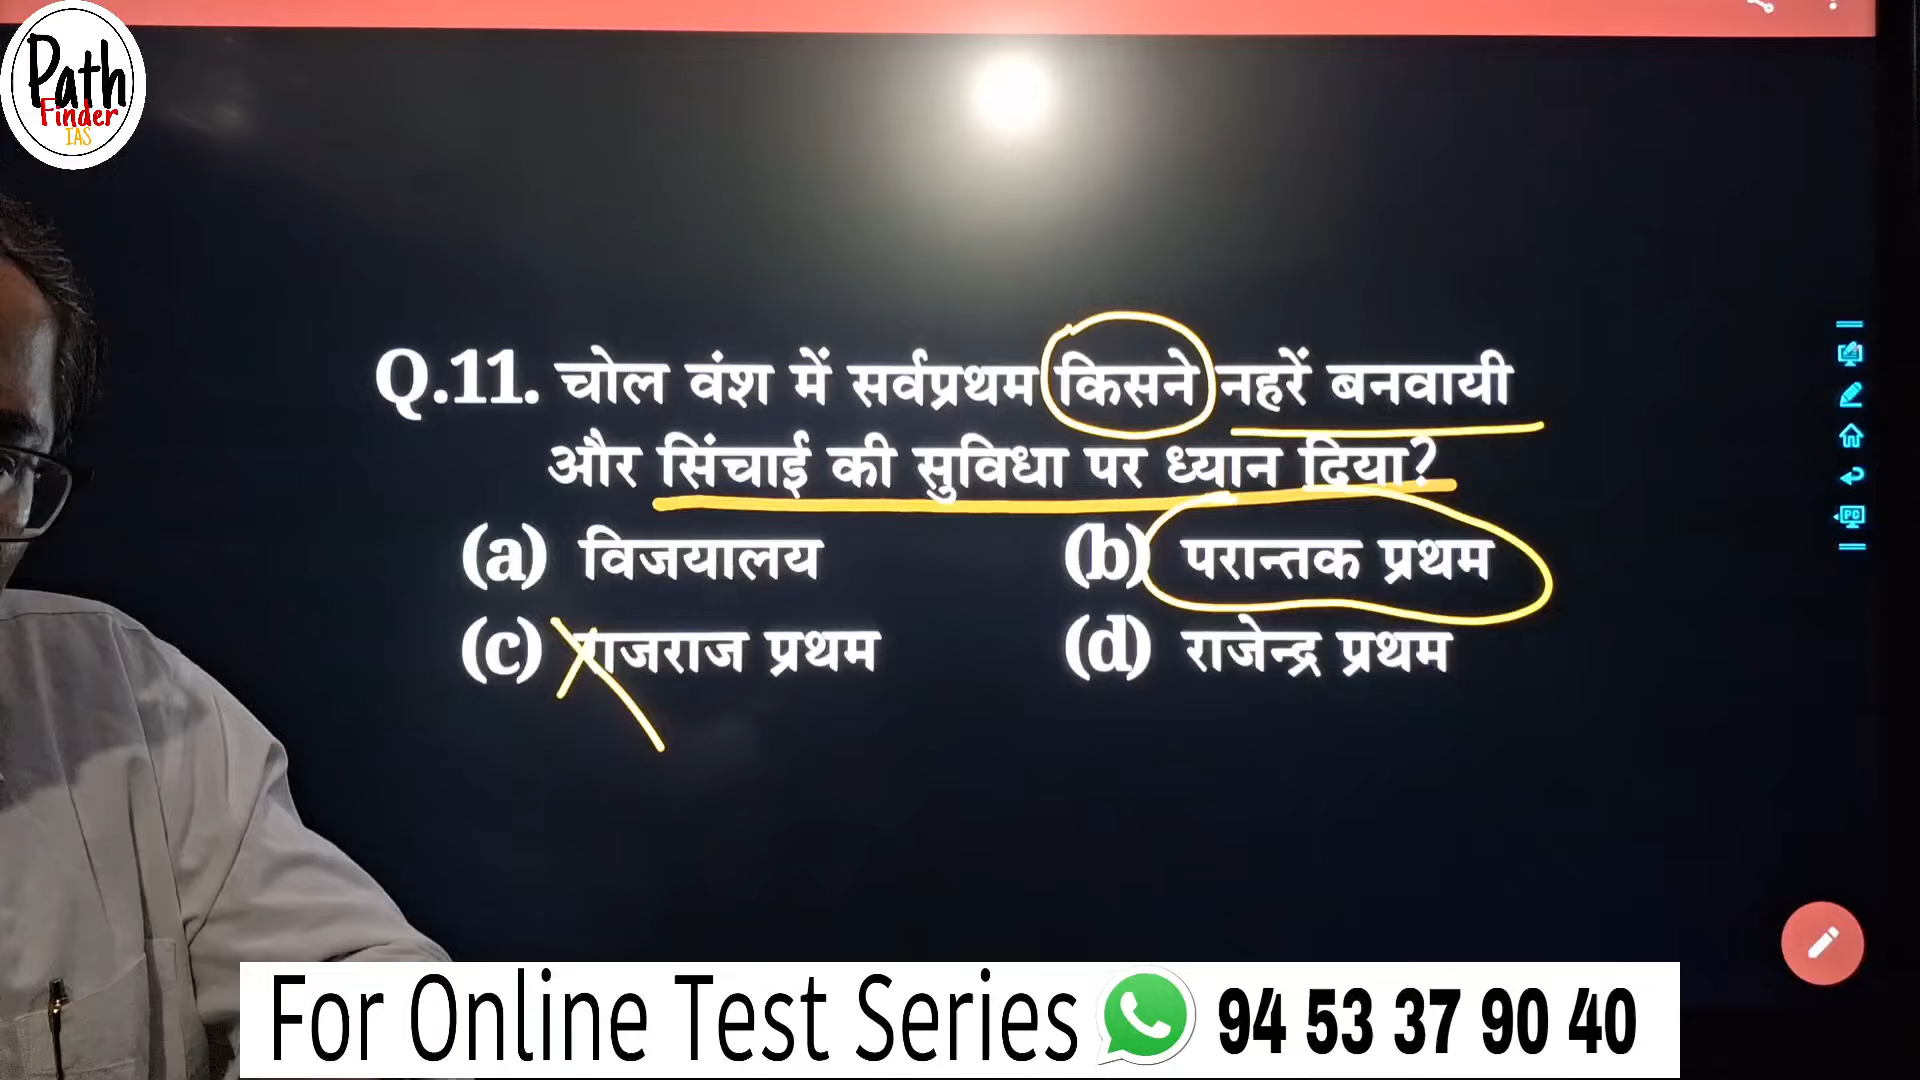 Path
Finder
IAS
Q.11. चोल वंश में सर्वप्रथम किसने नहरें बनवायी
और सिंचाई की सुविधा पर ध्यान दिया?
(a) विजयालय
(b) परान्तक प्रथम
(c) राजराज प्रथम
(d) राजेन्द्र प्रथम
PC
For Online Test Series 94 53 37 90 40